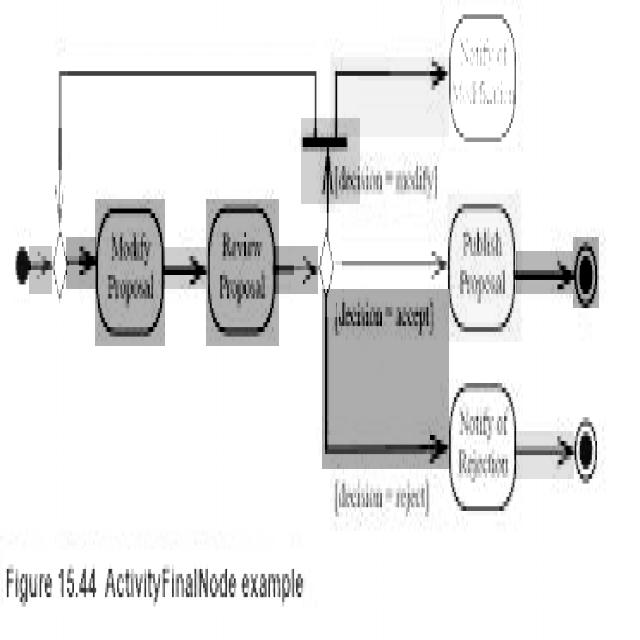 Notify of
Modification
[decision = modify]
Modify
Proposal
Review
Proposal
Publish
Proposal
[decision = accept]
Notify of
Rejection
[decision = reject]
Figure 15.44 ActivityFinalNode example